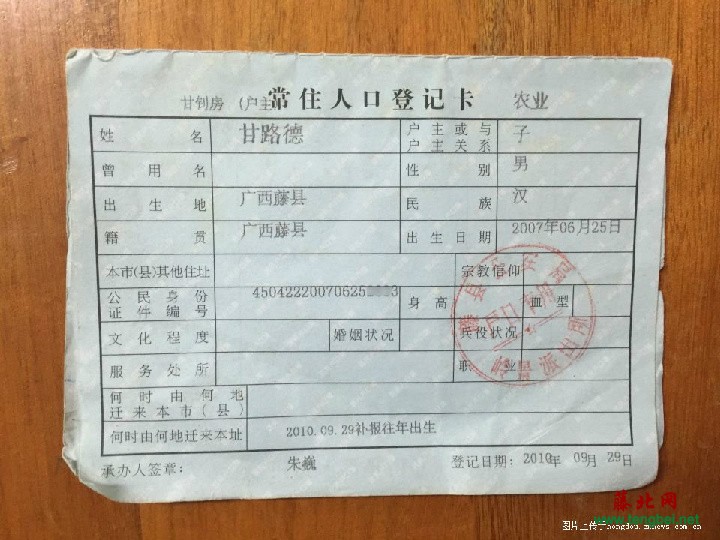 甘钊房 (户主) 常住人口登记卡 农业
姓名 甘路德 户主或与户主关系 子
曾用名 性别 男
出生地 广西藤县 民族 汉
籍贯 广西藤县 出生日期 2007年06月25日
本市(县)其他住址 宗教信仰
公民身份证件编号 身高 血型
文化程度 婚姻状况 兵役状况
服务处所 职业
何时由何地迁来本市(县)
何时由何地迁来本址 2010.09.29补报往年出生
承办人签章: 朱巍 登记日期: 2010年09月29日
藤北网
www.tengbei.net